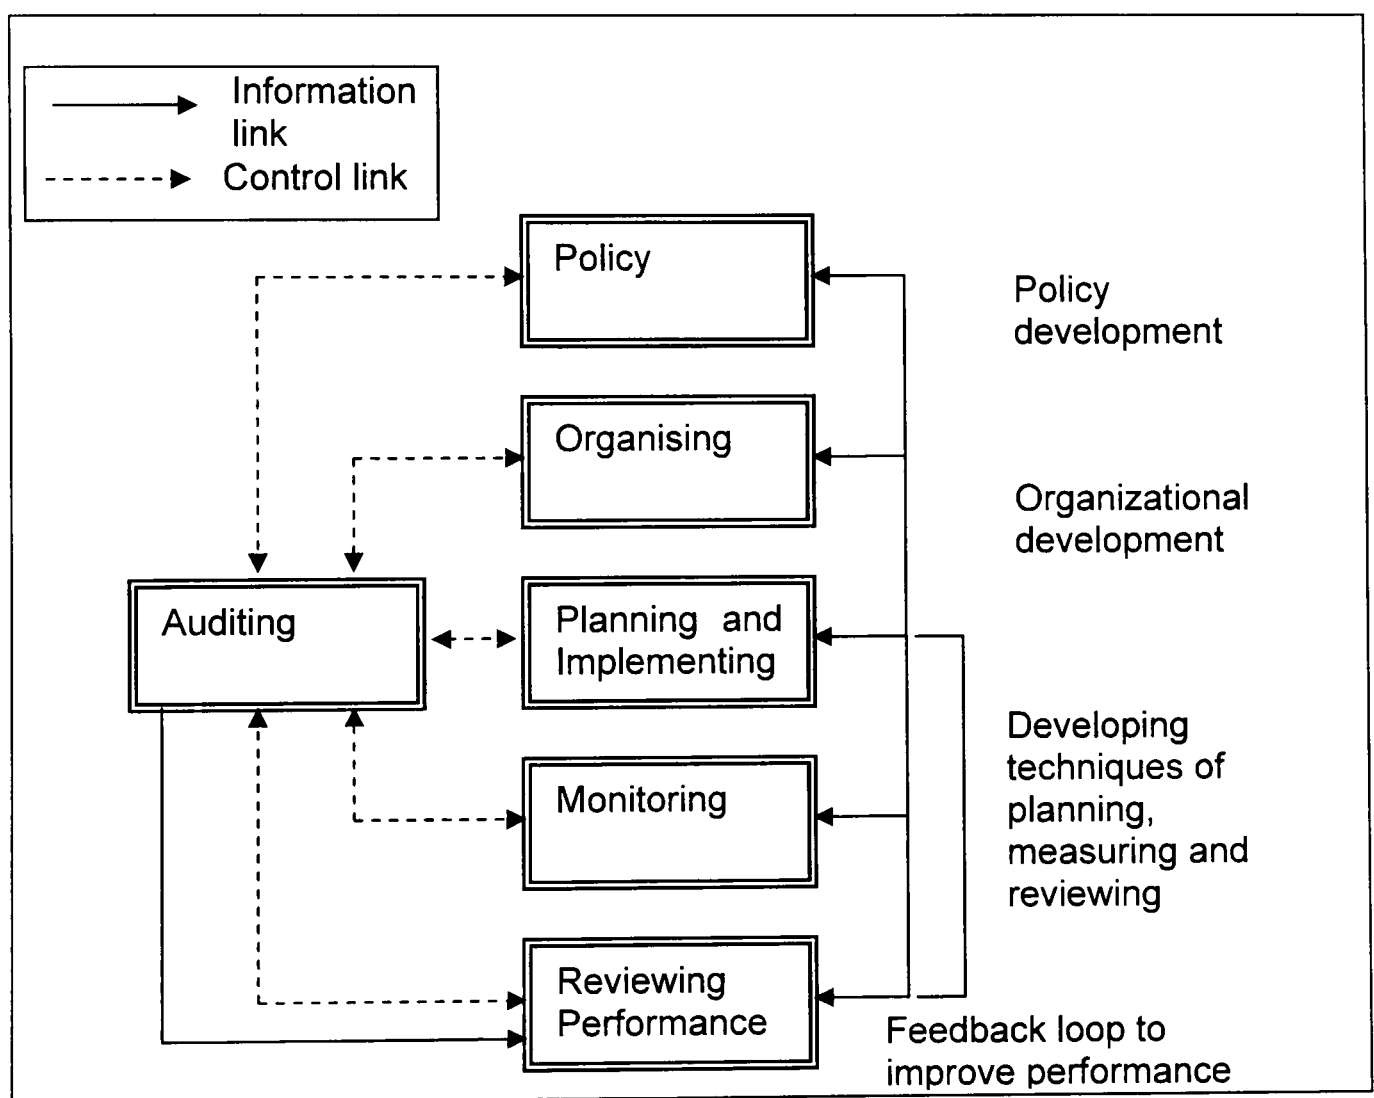 Information
link
Control link
Policy
Policy
development
Organising
Organizational
development
Auditing
Planning and
Implementing
Developing
techniques of
planning,
measuring and
reviewing
Monitoring
Reviewing
Performance
Feedback loop to
improve performance